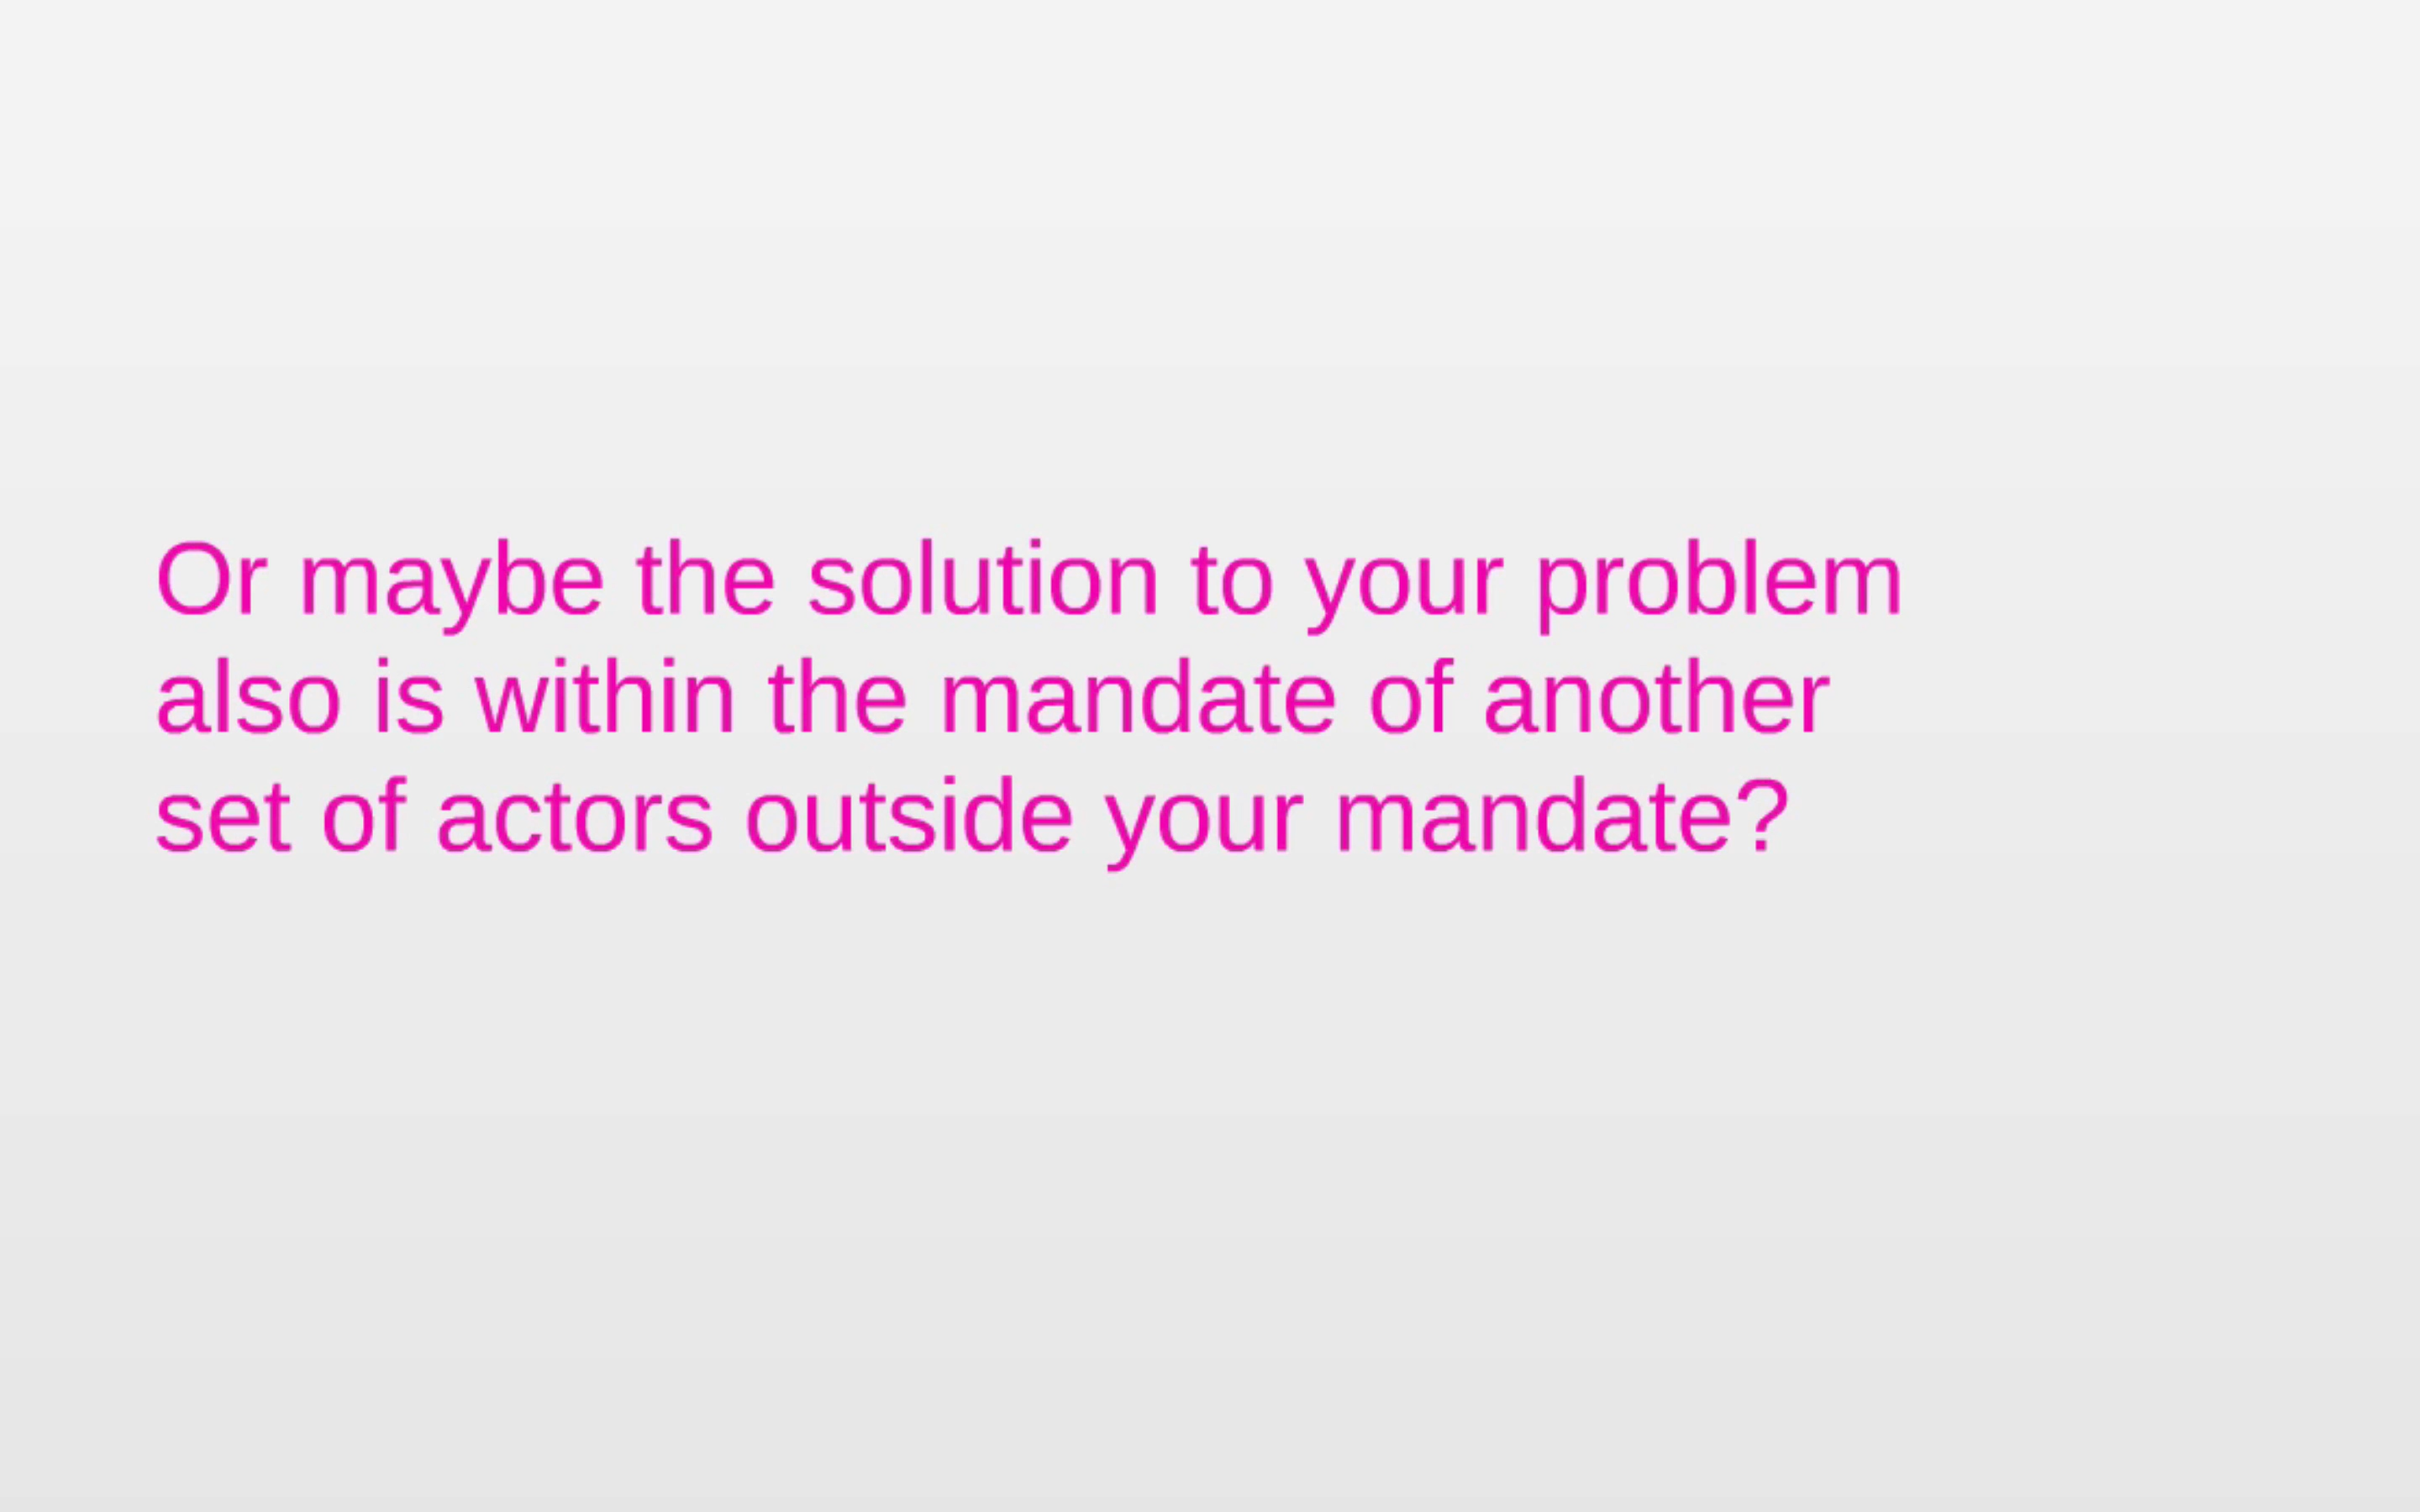 Or maybe the solution to your problem
also is within the mandate of another
set of actors outside your mandate?